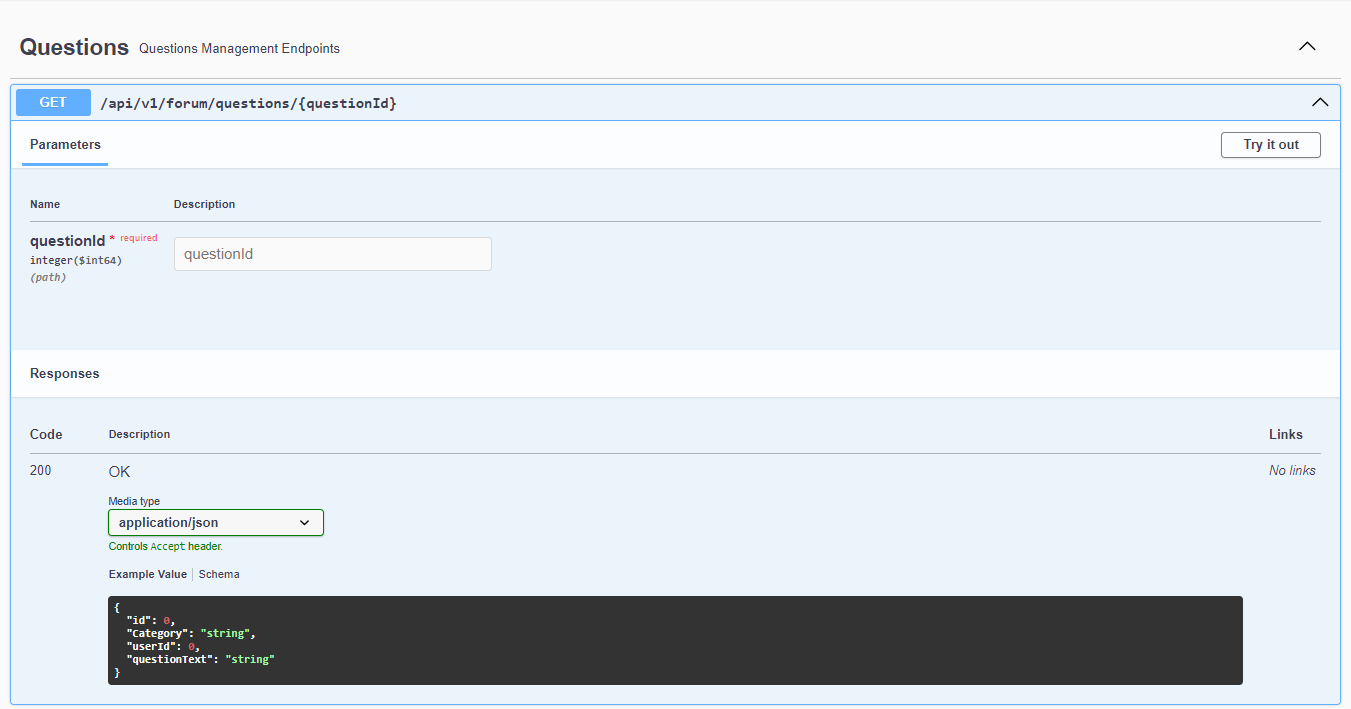 Questions Questions Management Endpoints
GET /api/v1/forum/questions/{questionId}
Parameters
Try it out
Name Description
questionId * required
integer($int64)
(path)
questionId
Responses
Code Description Links
200 OK No links
Media type
application/json
Controls Accept header.
Example Value Schema
{
  "id": 0,
  "Category": "string",
  "userId": 0,
  "questionText": "string"
}